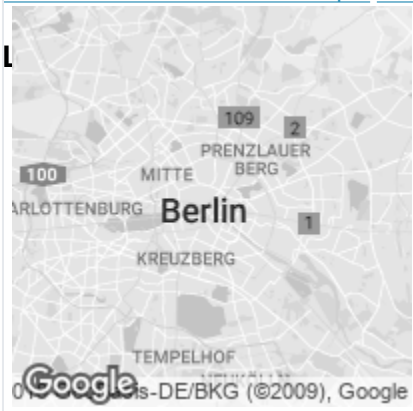 109
2
PRENZLAUER
BERG
100
MITTE
ARLOTTENBURG
Berlin
1
KREUZBERG
TEMPELHOF
Google
-DE/BKG (©2009), Google